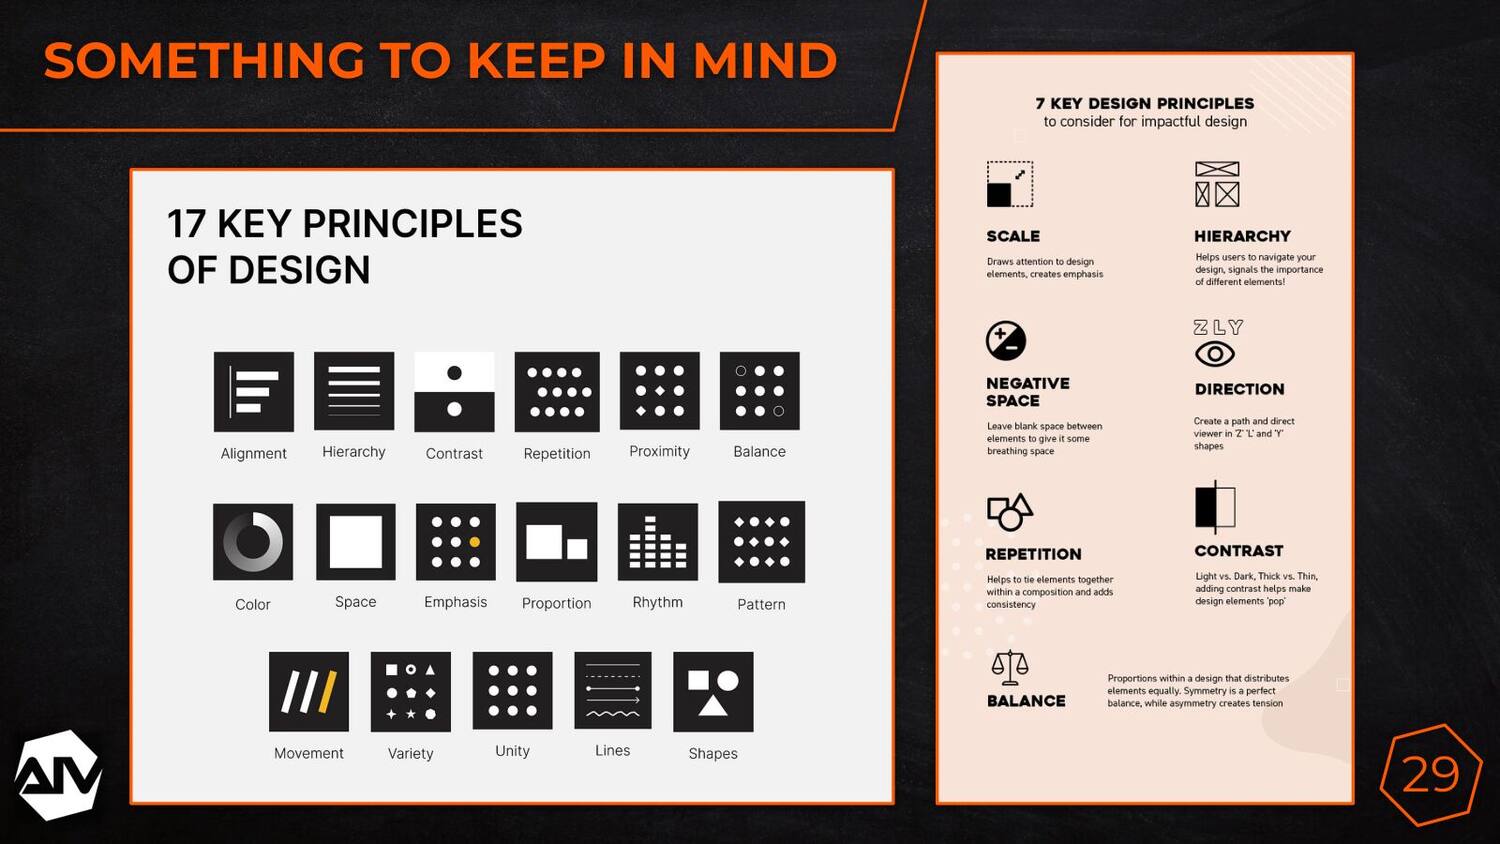 SOMETHING TO KEEP IN MIND
17 KEY PRINCIPLES
OF DESIGN
Alignment
Hierarchy
Contrast
Repetition
Proximity
Balance
Color
Space
Emphasis
Proportion
Rhythm
Pattern
Movement
Variety
Unity
Lines
Shapes
7 KEY DESIGN PRINCIPLES
to consider for impactful design
SCALE
Draws attention to design
elements, creates emphasis
HIERARCHY
Helps users to navigate your
design, signals the importance
of different elements!
NEGATIVE
SPACE
Leave blank space between
elements to give it some
breathing space
Z L Y
DIRECTION
Create a path and direct
viewer in 'Z' 'L' and 'Y'
shapes
REPETITION
Helps to tie elements together
within a composition and adds
consistency
CONTRAST
Light vs. Dark, Thick vs. Thin,
adding contrast helps make
design elements 'pop'
BALANCE
Proportions within a design that distributes
elements equally. Symmetry is a perfect
balance, while asymmetry creates tension
AIV
29